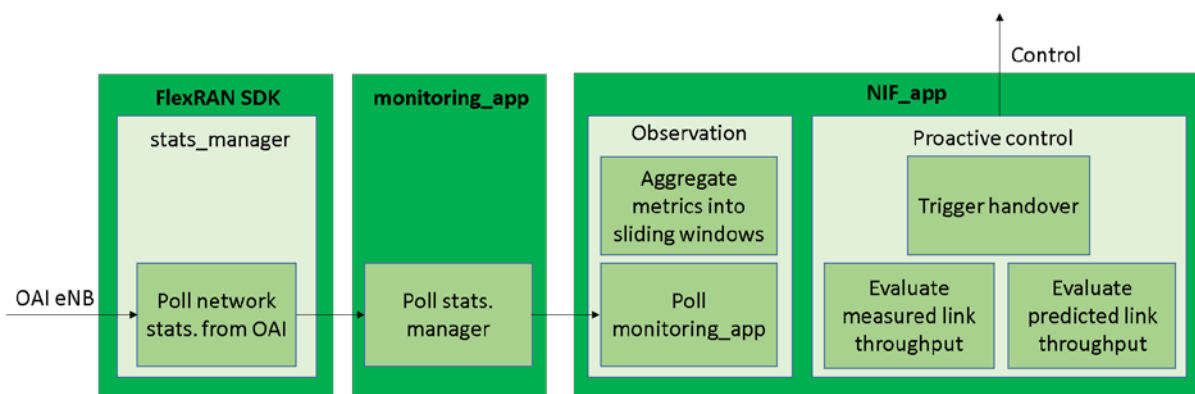 Control
FlexRAN SDK
stats_manager
OAI eNB
Poll network
stats. from OAI
monitoring_app
Poll stats.
manager
NIF_app
Observation
Aggregate
metrics into
sliding windows
Poll
monitoring_app
Proactive control
Trigger handover
Evaluate
measured link
throughput
Evaluate
predicted link
throughput